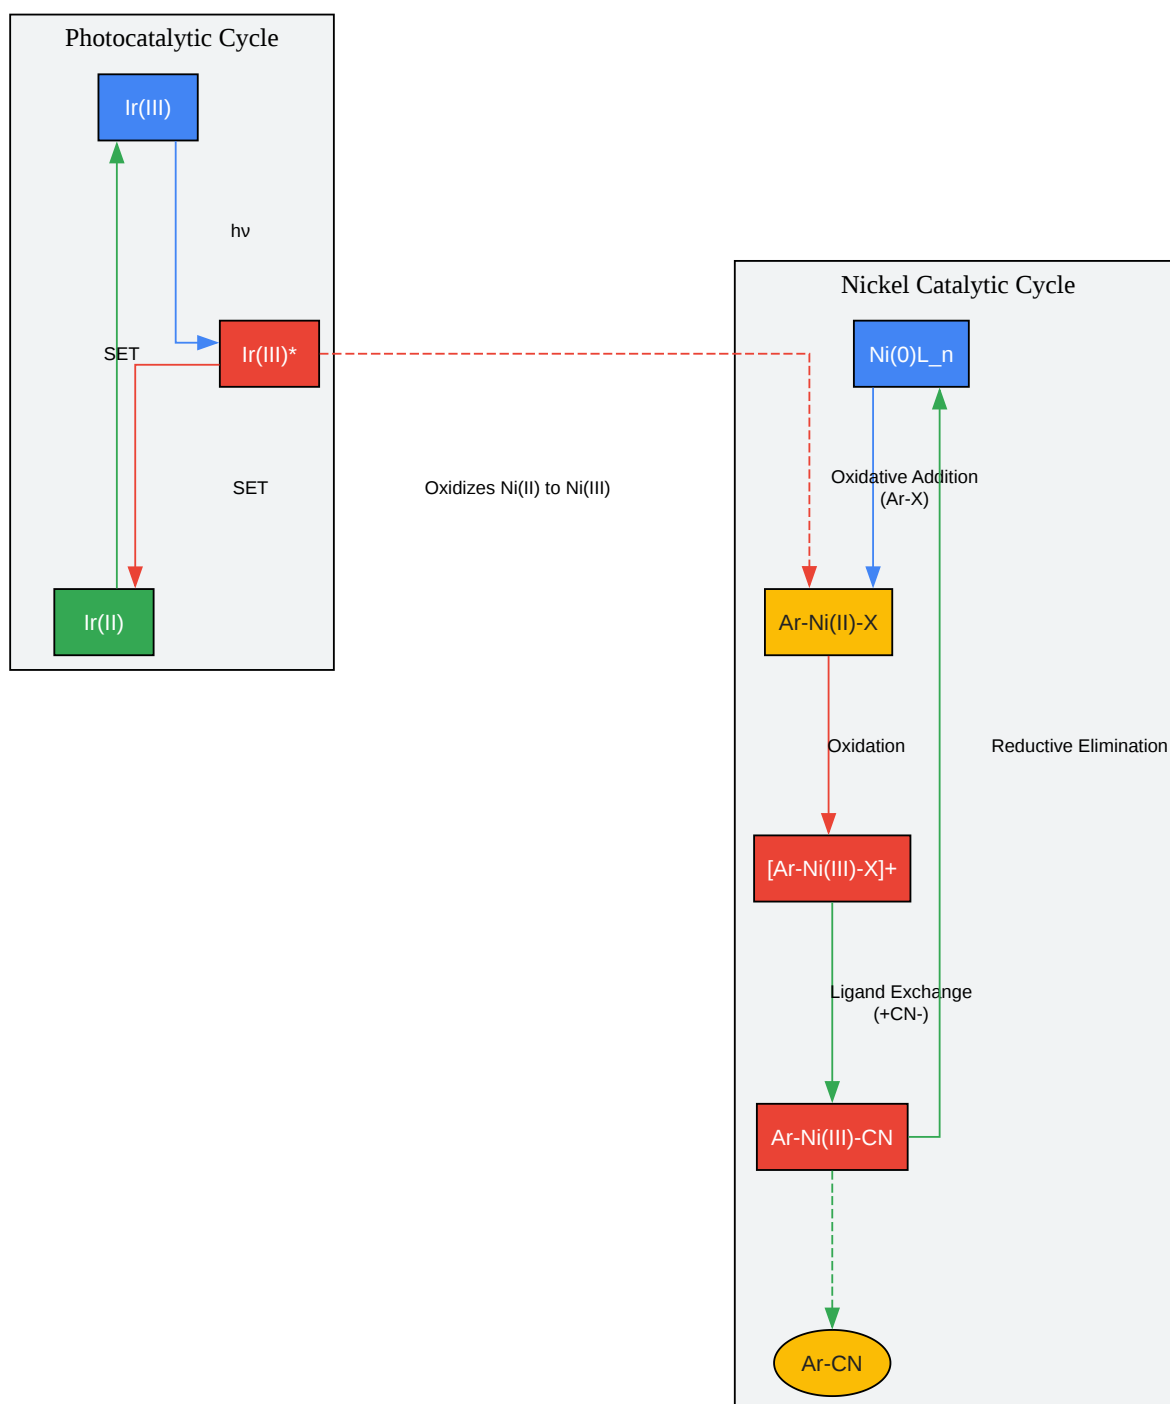 Photocatalytic Cycle
Ir(III)
hν
SET
Ir(III)*
SET
Ir(II)
Oxidizes Ni(II) to Ni(III)
Nickel Catalytic Cycle
Ni(0)L_n
Oxidative Addition
(Ar-X)
Ar-Ni(II)-X
Oxidation
Reductive Elimination
[Ar-Ni(III)-X]+
Ligand Exchange
(+CN-)
Ar-Ni(III)-CN
Ar-CN